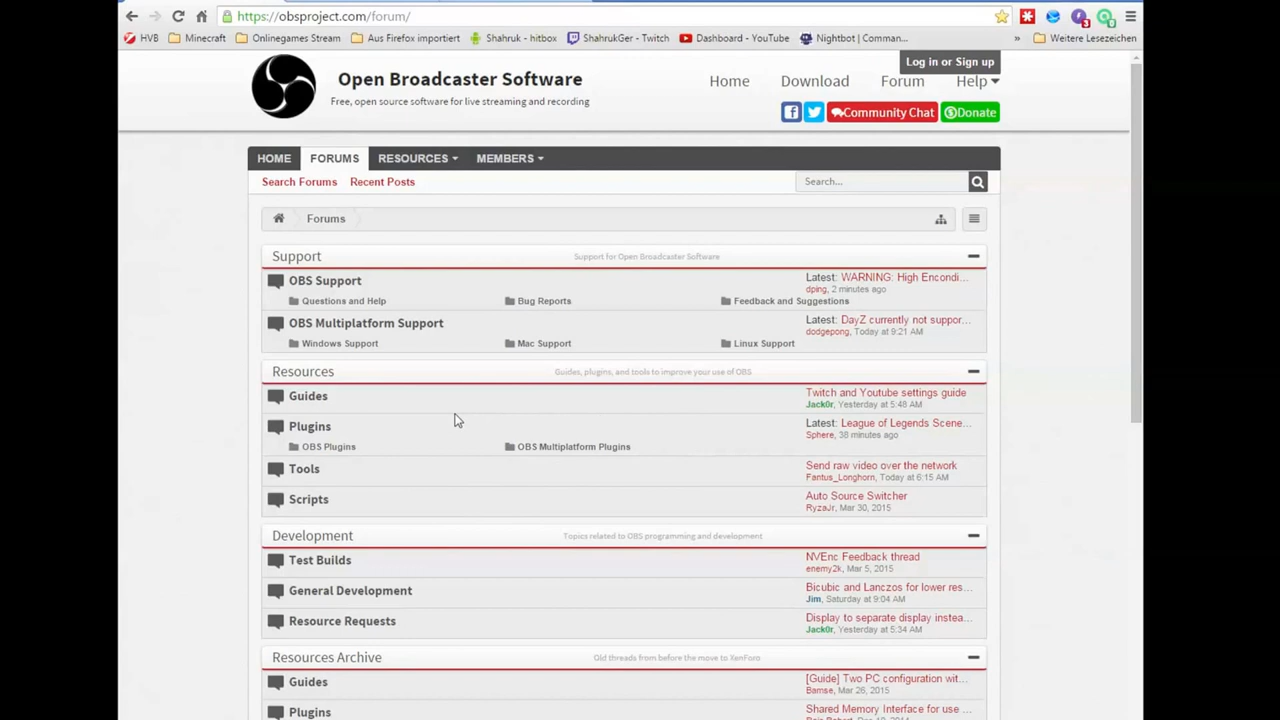 https://obsproject.com/forum/
3
HVB Minecraft Onlinegames Stream Aus Firefox importiert Shahruk - hitbox ShahrukGer - Twitch Dashboard - YouTube Nightbot (Comman... » Weitere Lesezeichen
Log in or Sign up
Open Broadcaster Software
Free, open source software for live streaming and recording
Home Download Forum Help
Community Chat Donate
HOME FORUMS RESOURCES MEMBERS
Search Forums Recent Posts Search...
Forums
Support Support for Open Broadcaster Software
OBS Support Latest: WARNING: High Encondi...
dping, 2 minutes ago
Questions and Help Bug Reports Feedback and Suggestions
OBS Multiplatform Support Latest: DayZ currently not suppor...
dodgepong, Today at 9:21 AM
Windows Support Mac Support Linux Support
Resources Guides, plugins, and tools to improve your use of OBS
Guides Twitch and Youtube settings guide
Jack0r, Yesterday at 5:48 AM
Plugins Latest: League of Legends Scene...
Sphere, 38 minutes ago
OBS Plugins OBS Multiplatform Plugins
Tools Send raw video over the network
Fantus_Longhorn, Today at 6:15 AM
Scripts Auto Source Switcher
RyzaJr, Mar 30, 2015
Development Topics related to OBS programming and development
Test Builds NVEnc Feedback thread
enemy2k, Mar 5, 2015
General Development Bicubic and Lanczos for lower res...
Jim, Saturday at 9:04 AM
Resource Requests Display to separate display instea...
Jack0r, Yesterday at 5:34 AM
Resources Archive Old threads from before the move to XenForo
Guides [Guide] Two PC configuration wit...
Bamse, Mar 26, 2015
Plugins Shared Memory Interface for use ...